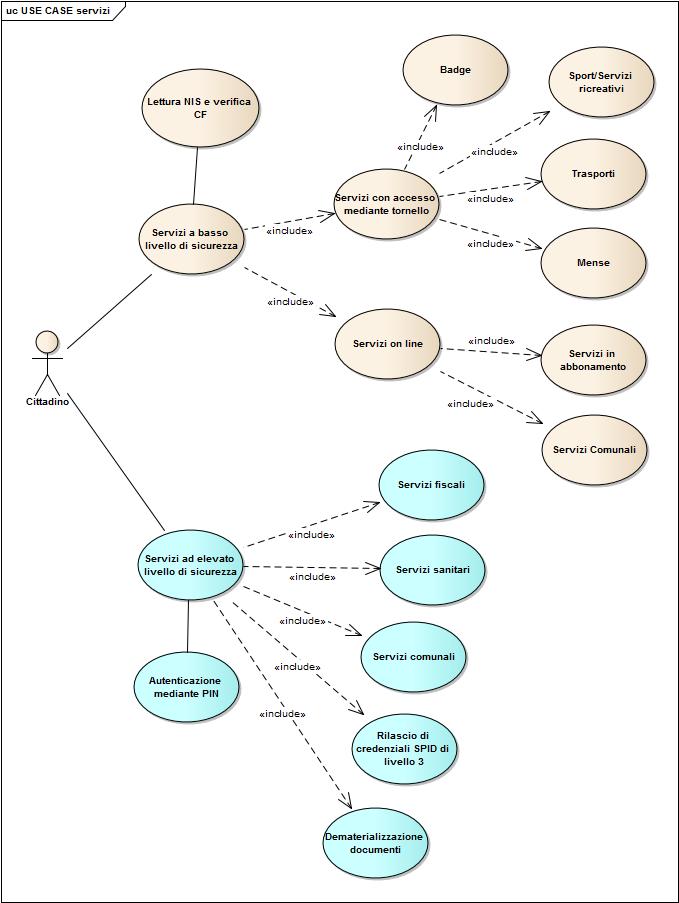 uc USE CASE servizi
Badge
Sport/Servizi
ricreativi
Lettura NIS e verifica
CF
«include»
«include»
Trasporti
Servizi con accesso
mediante tornello
«include»
Servizi a basso
livello di sicurezza
«include»
«include»
Mense
«include»
Servizi on line
«include»
Servizi in
abbonamento
Cittadino
«include»
Servizi Comunali
Servizi fiscali
«include»
Servizi ad elevato
livello di sicurezza
Servizi sanitari
«include»
«include»
Servizi comunali
«include»
Autenticazione
mediante PIN
«include»
Rilascio di
credenziali SPID di
livello 3
Dematerializzazione
documenti